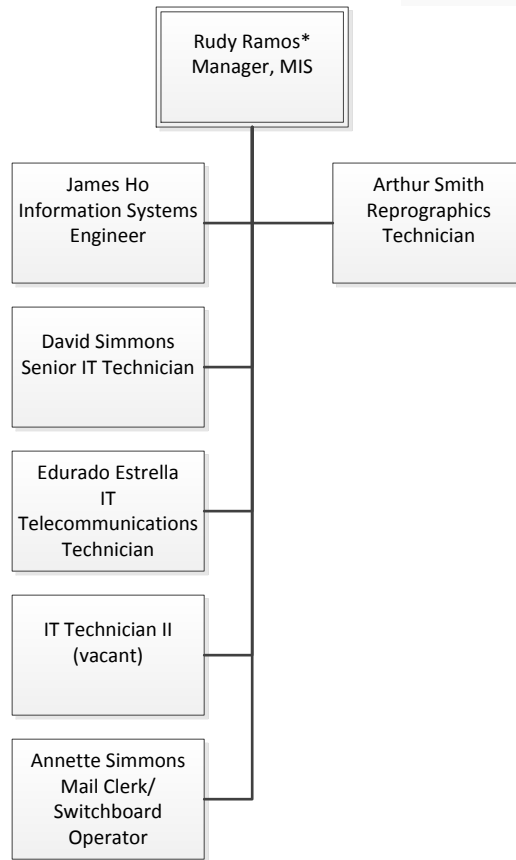 Rudy Ramos*
Manager, MIS
James Ho
Information Systems
Engineer
Arthur Smith
Reprographics
Technician
David Simmons
Senior IT Technician
Edurado Estrella
IT
Telecommunications
Technician
IT Technician II
(vacant)
Annette Simmons
Mail Clerk/
Switchboard
Operator